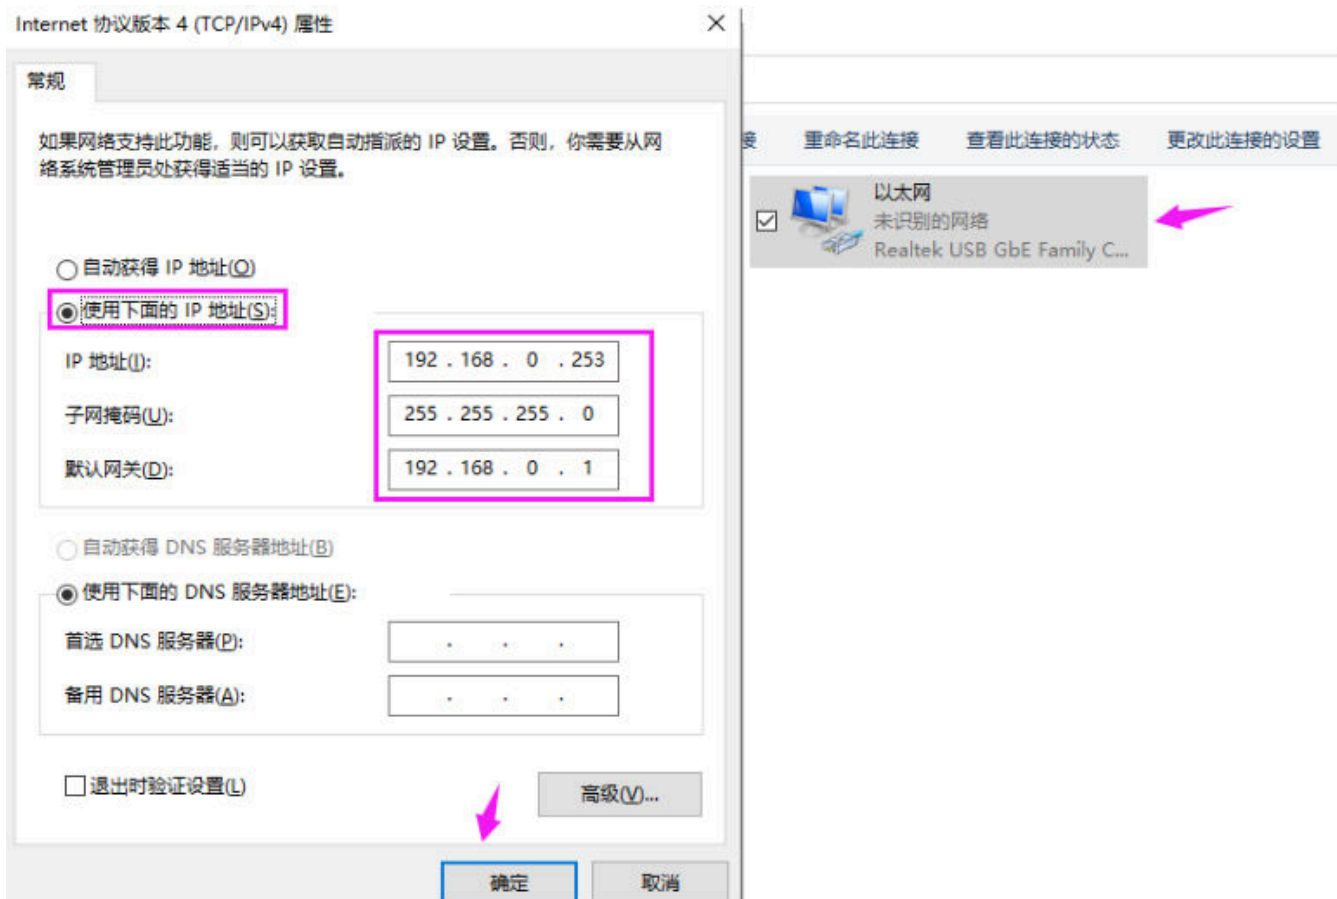 Internet 协议版本 4 (TCP/IPv4) 属性
常规
如果网络支持此功能，则可以获取自动指派的 IP 设置。否则，你需要从网
络系统管理员处获得适当的 IP 设置。
自动获得 IP 地址(O)
使用下面的 IP 地址(S):
IP 地址(I): 192 . 168 . 0 . 253
子网掩码(U): 255 . 255 . 255 . 0
默认网关(D): 192 . 168 . 0 . 1
自动获得 DNS 服务器地址(B)
使用下面的 DNS 服务器地址(E):
首选 DNS 服务器(P): . . .
备用 DNS 服务器(A): . . .
退出时验证设置(L)
高级(V)...
确定 取消
接 重命名此连接 查看此连接的状态 更改此连接的设置
以太网
未识别的网络
Realtek USB GbE Family C...